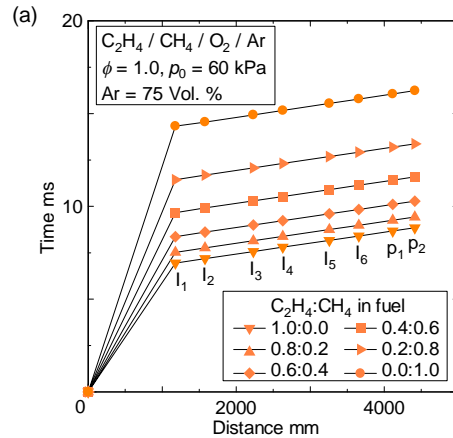 (a)
C₂H₄ / CH₄ / O₂ / Ar
ϕ = 1.0, p₀ = 60 kPa
Ar = 75 Vol. %
20
10
0
Time ms
I₁ I₂ I₃ I₄ I₅ I₆ p₁ p₂
C₂H₄:CH₄ in fuel
1.0:0.0 0.4:0.6
0.8:0.2 0.2:0.8
0.6:0.4 0.0:1.0
0 2000 4000
Distance mm